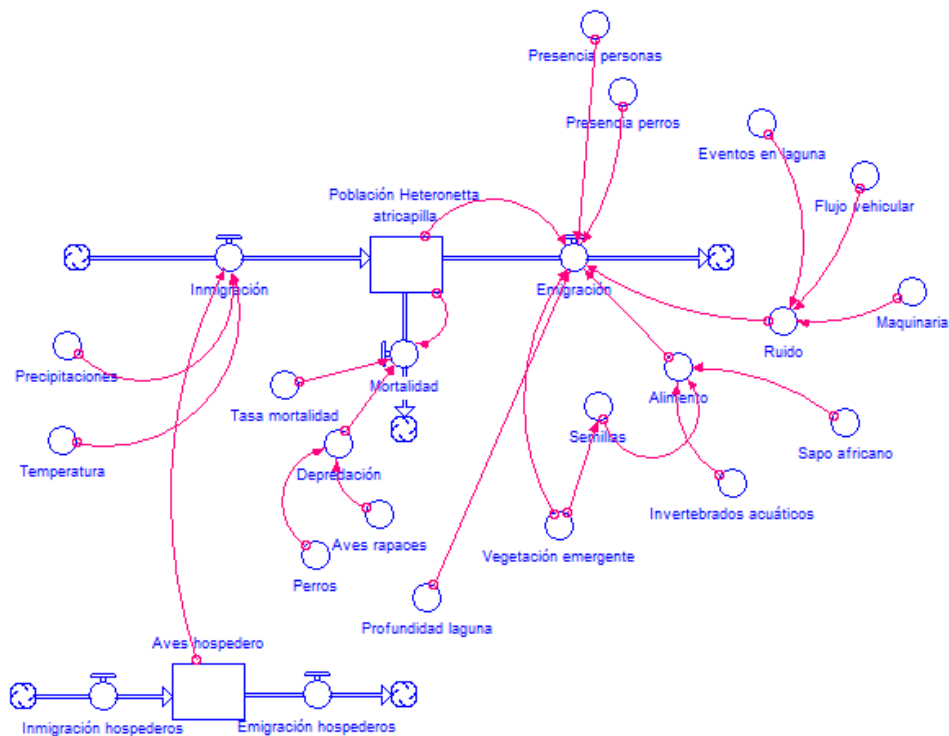 Presencia personas
Presencia perros
Eventos en laguna
Flujo vehicular
Población Heteronetta
atricapilla
Inmigración
Emigración
Maquinaria
Ruido
Precipitaciones
Mortalidad
Tasa mortalidad
Alimento
Semillas
Sapo africano
Temperatura
Depredación
Invertebrados acuáticos
Aves rapaces
Vegetación emergente
Perros
Profundidad laguna
Aves hospedero
Inmigración hospederos
Emigración hospederos